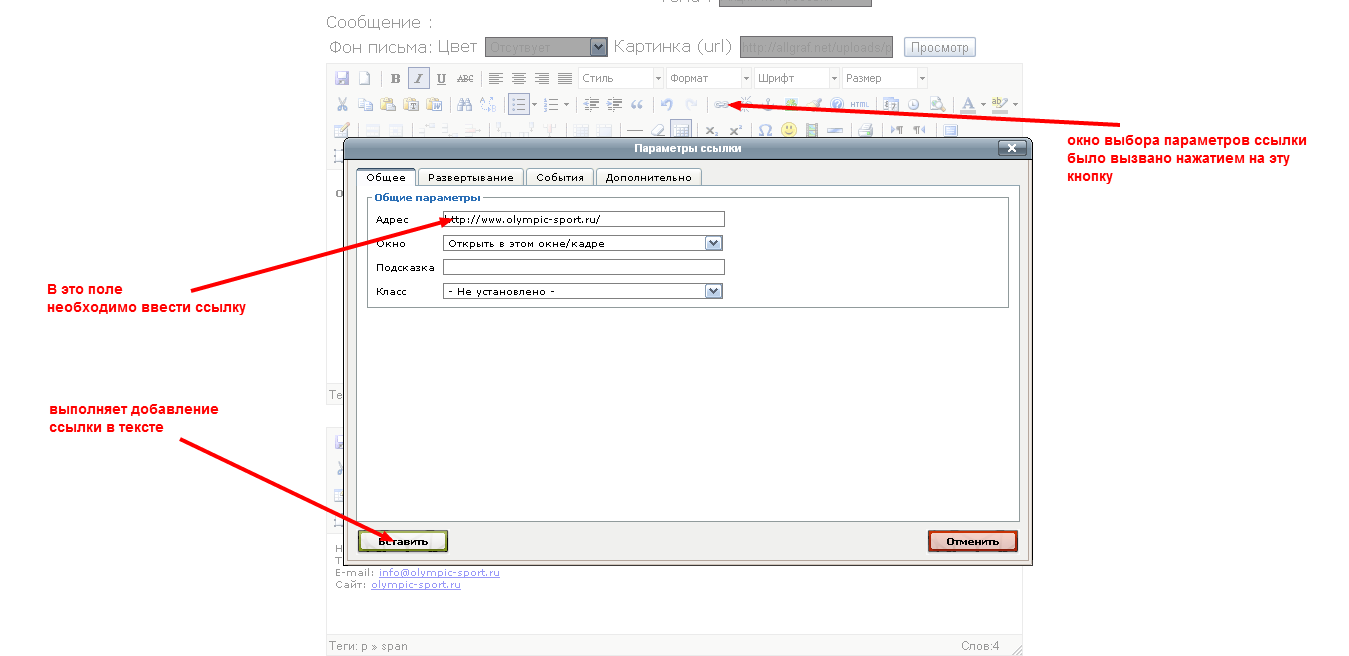 Сообщение :
Фон письма: Цвет Отсутвует Картинка (url) http://allgraf.net/uploads/p Просмотр
B I U ABC Стиль Формат Шрифт Размер
HTML
Параметры ссылки
окно выбора параметров ссылки
было вызвано нажатием на эту
кнопку
Общее Развертывание События Дополнительно
Общие параметры
Адрес http://www.olympic-sport.ru/
Окно Открыть в этом окне/кадре
Подсказка
Класс - Не установлено -
В это поле
необходимо ввести ссылку
выполняет добавление
ссылки в тексте
Вставить Отменить
E-mail: info@olympic-sport.ru
Сайт: olympic-sport.ru
Теги: p » span Слов:4